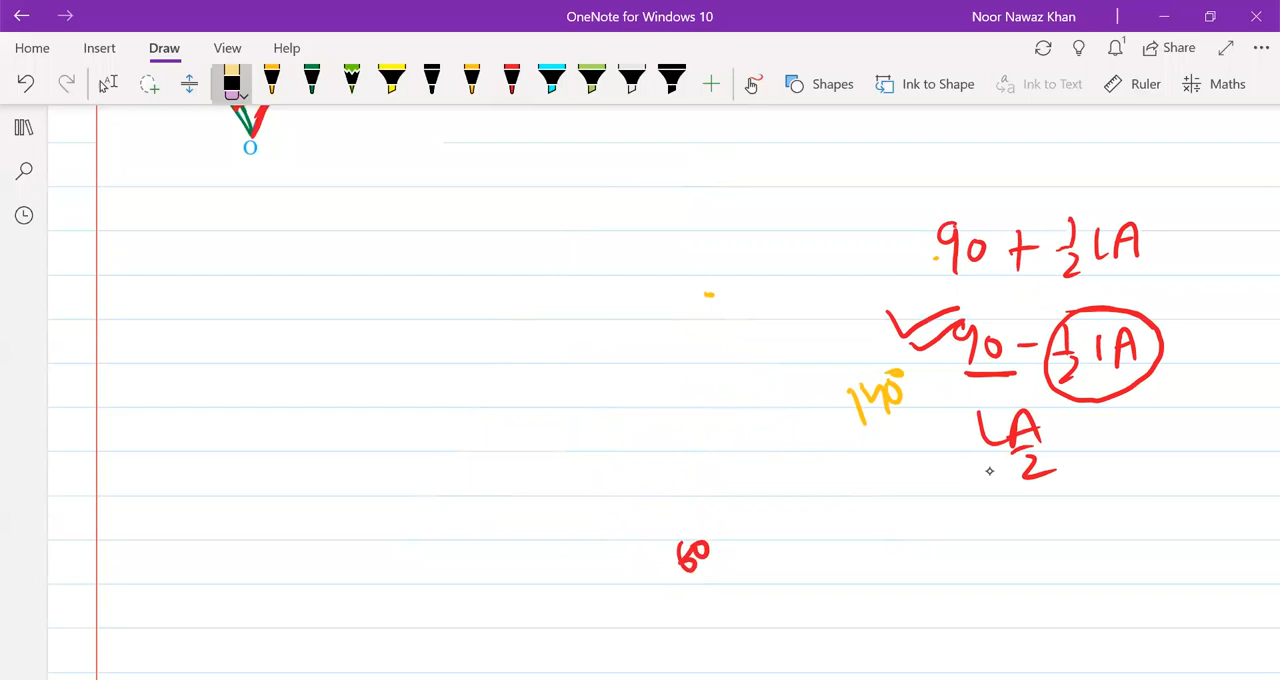 OneNote for Windows 10
Noor Nawaz Khan
Home Insert Draw View Help
1
Share
Shapes
Ink to Shape
Ink to Text
Ruler
Maths
O
90 + 1/2 ∠A
90 - 1/2 ∠A
140°
∠A/2
60